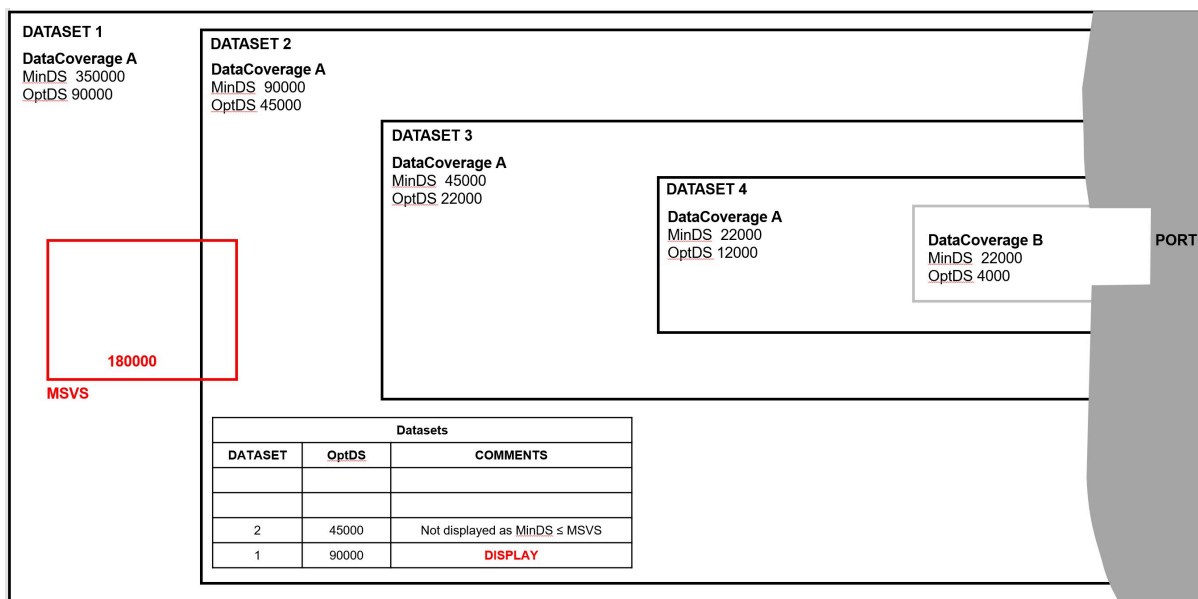 DATASET 1
DataCoverage A
MinDS 350000
OptDS 90000
DATASET 2
DataCoverage A
MinDS 90000
OptDS 45000
DATASET 3
DataCoverage A
MinDS 45000
OptDS 22000
DATASET 4
DataCoverage A
MinDS 22000
OptDS 12000
DataCoverage B
MinDS 22000
OptDS 4000
PORT
180000
MSVS
Datasets
DATASET OptDS COMMENTS
2 45000 Not displayed as MinDS ≤ MSVS
1 90000 DISPLAY